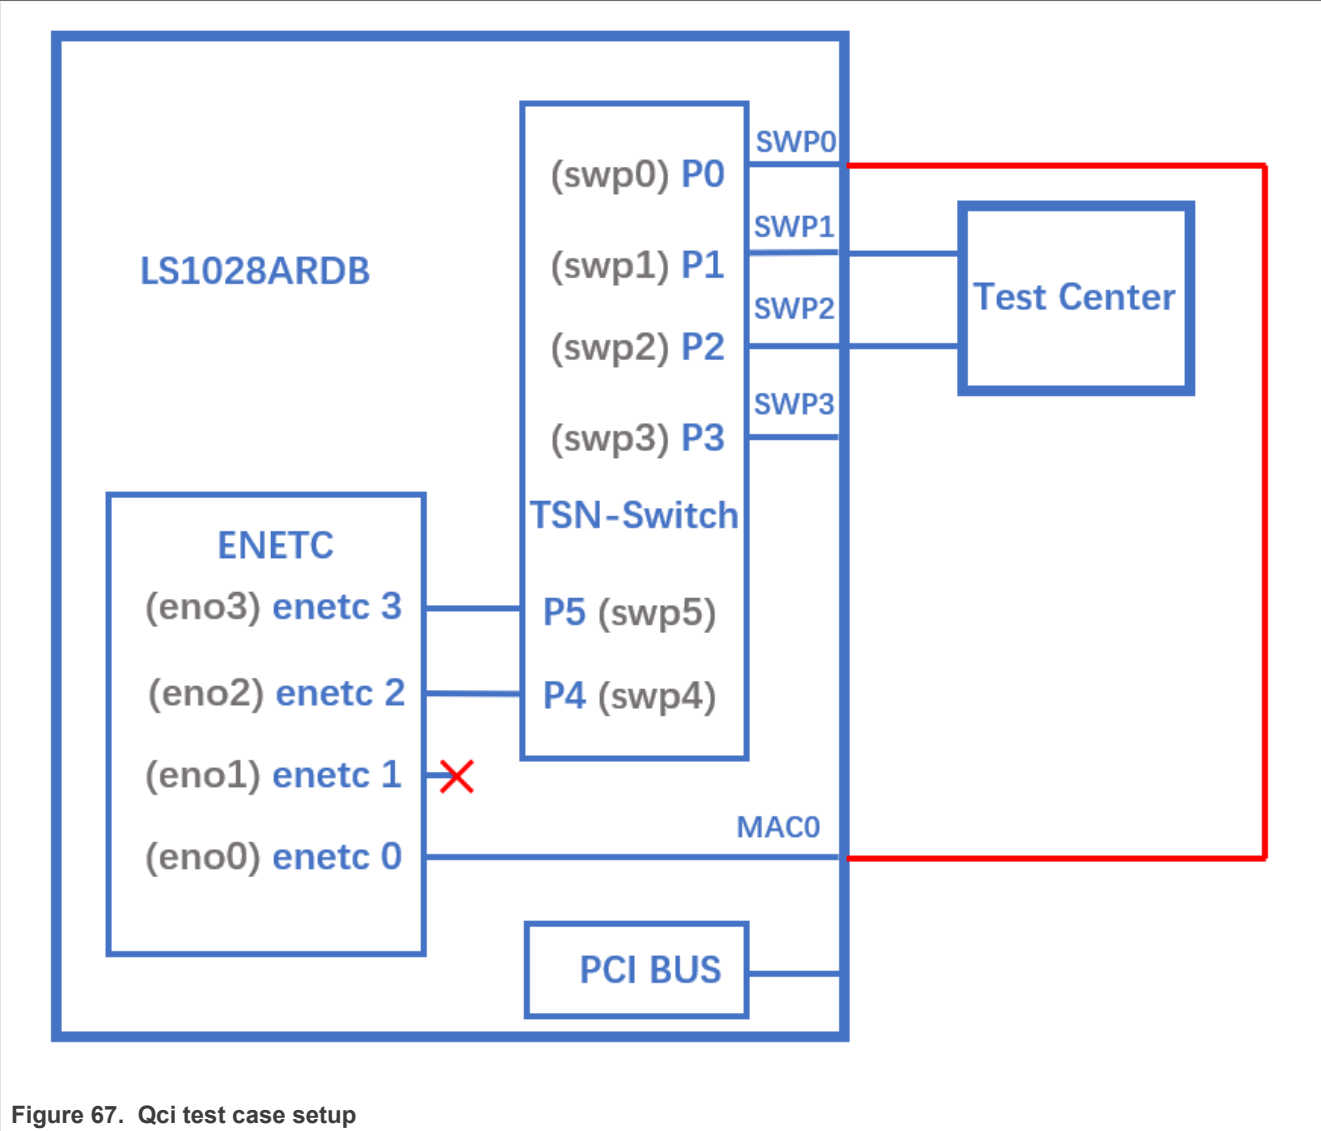 SWP0
(swp0) P0
SWP1
(swp1) P1
LS1028ARDB
Test Center
SWP2
(swp2) P2
SWP3
(swp3) P3
TSN-Switch
ENETC
(eno3) enetc 3
P5 (swp5)
(eno2) enetc 2
P4 (swp4)
(eno1) enetc 1
MAC0
(eno0) enetc 0
PCI BUS
Figure 67. Qci test case setup